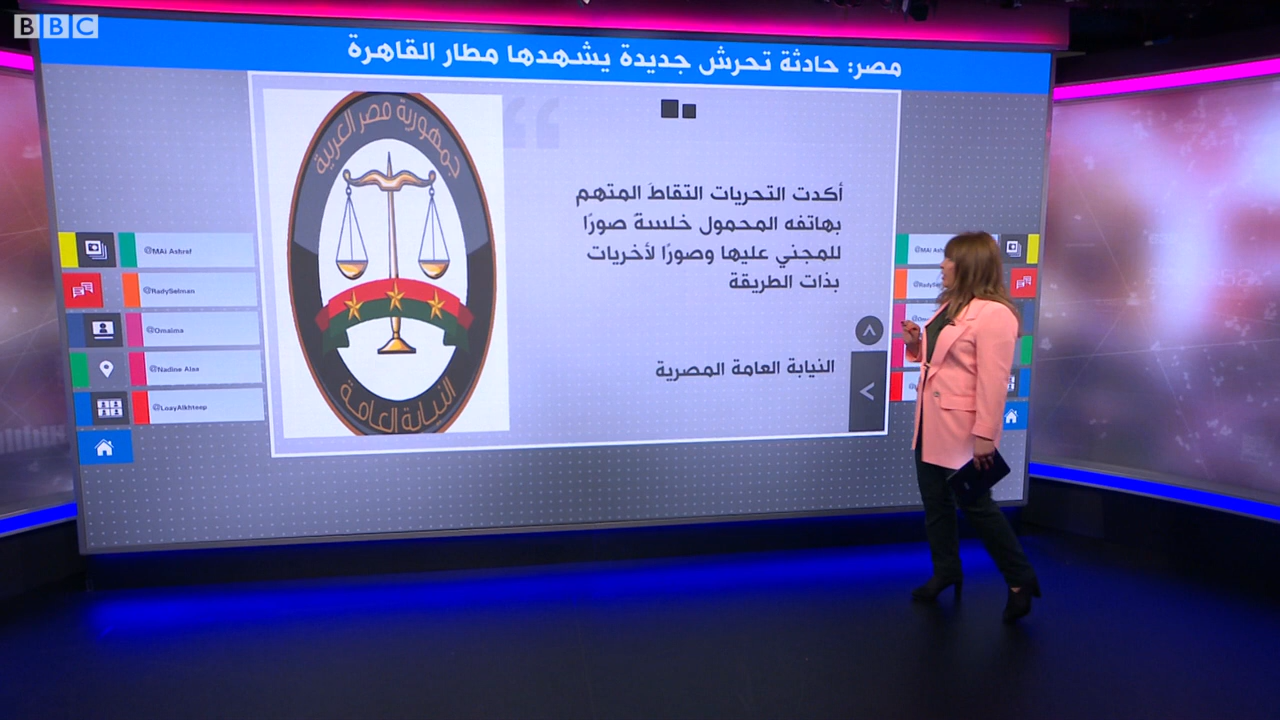 BBC
مصر: حادثة تحرش جديدة يشهدها مطار القاهرة
جمهورية مصر العربية
النيابة العامة
أكدت التحريات التقاطَ المتهم
بهاتفه المحمول خلسة صورًا
للمجني عليها وصورًا لأخريات
بذات الطريقة
النيابة العامة المصرية
@MAi Ashref
@RadySelman
@Omaima
@Nadine Alaa
@LoayAlkhteep